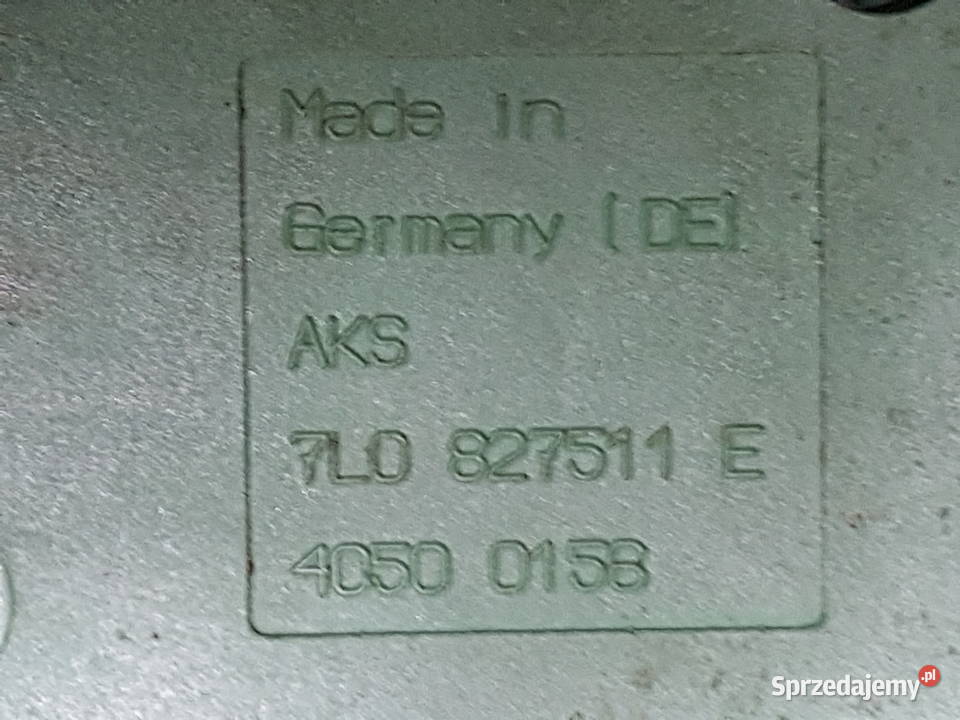 Made in
Germany (DE)
AKS
7L0 827511 E
4050 0158
Sprzedajemy.pl